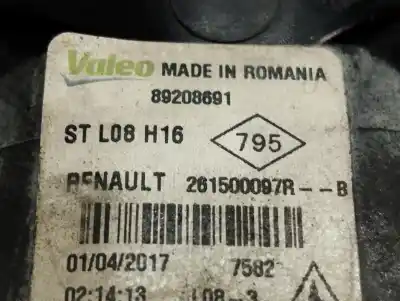 Valeo MADE IN ROMANIA
89208691
ST L08 H16 795
RENAULT 261500097R--B
01/04/2017 7582
02:14:13 L08-3